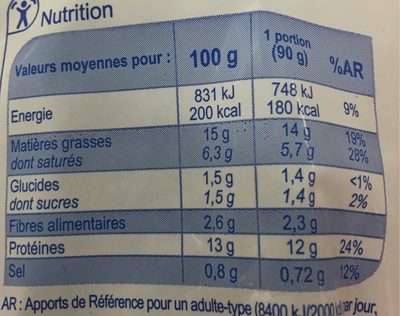 Nutrition
Valeurs moyennes pour : 100 g 1 portion (90 g) %AR
Energie 831 kJ 748 kJ
200 kcal 180 kcal 9%
Matières grasses 15 g 14 g 19%
dont saturés 6,3 g 5,7 g 28%
Glucides 1,5 g 1,4 g <1%
dont sucres 1,5 g 1,4 g 2%
Fibres alimentaires 2,6 g 2,3 g
Protéines 13 g 12 g 24%
Sel 0,8 g 0,72 g 12%
AR : Apports de Référence pour un adulte-type (8400 kJ/2000 par jour,